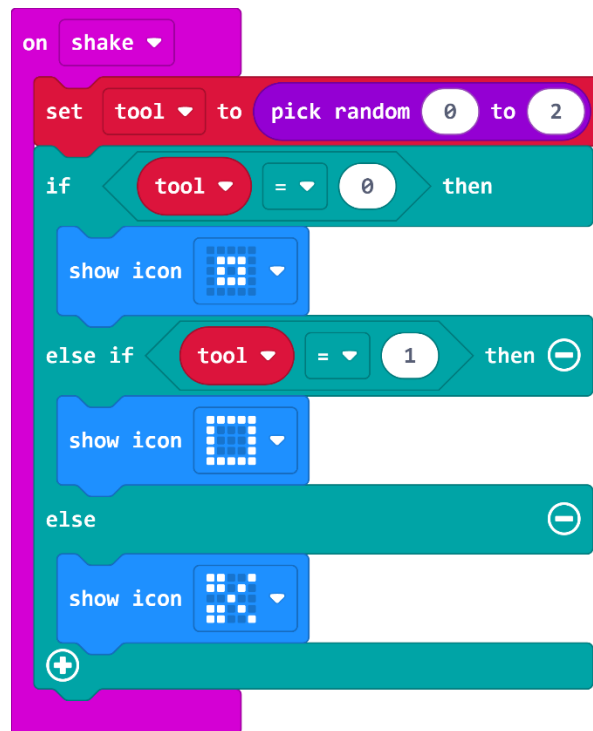 on shake
set tool to pick random 0 to 2
if tool = 0 then
show icon
else if tool = 1 then
show icon
else
show icon